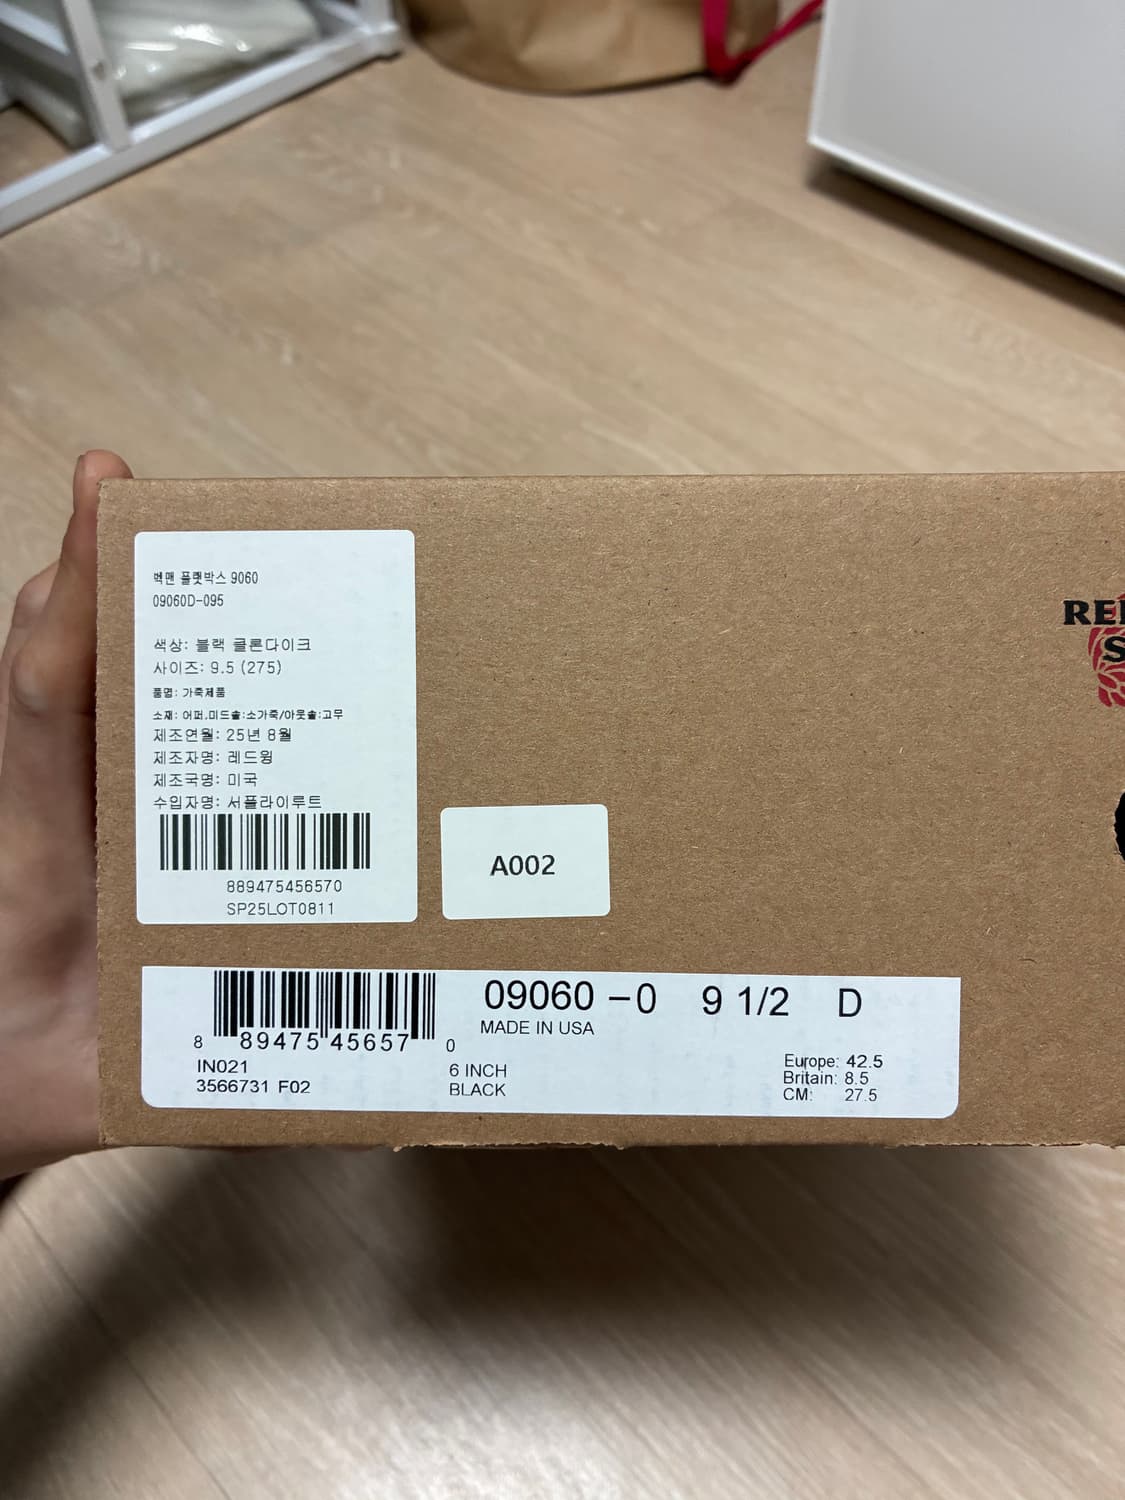 벡맨 플랫박스 9060
09060D-095
색상: 블랙 클론다이크
사이즈: 9.5 (275)
품명: 가죽제품
소재: 어퍼,미드솔:소가죽/아웃솔:고무
제조연월: 25년 8월
제조자명: 레드윙
제조국명: 미국
수입자명: 서플라이루트
889475456570
SP25LOT0811
A002
RE
S
09060 -0 9 1/2 D
MADE IN USA
8 89475 45657 0
IN021
3566731 F02
6 INCH
BLACK
Europe: 42.5
Britain: 8.5
CM: 27.5